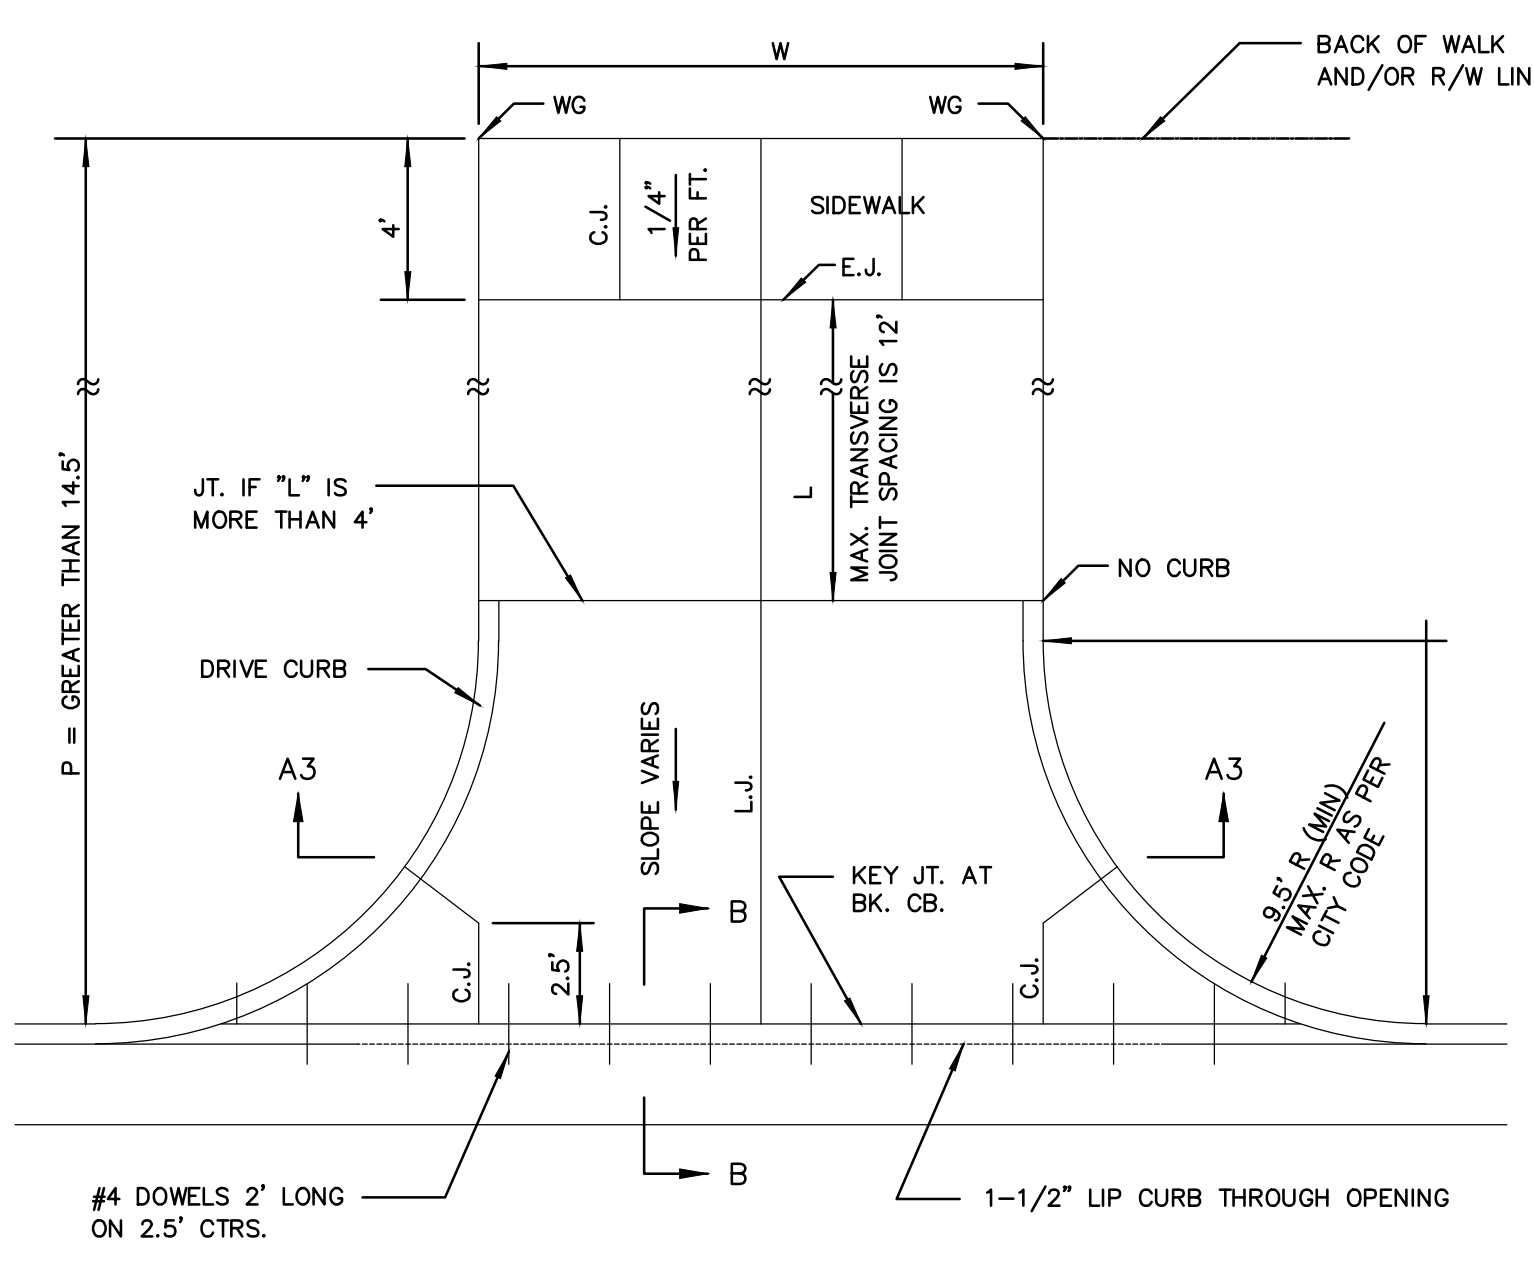 W
BACK OF WALK
AND/OR R/W LIN
WG
WG
4'
C.J.
1/4"
PER FT.
SIDEWALK
E.J.
MAX. TRANSVERSE
JOINT SPACING IS 12'
L
P = GREATER THAN 14.5'
JT. IF "L" IS
MORE THAN 4'
NO CURB
DRIVE CURB
SLOPE VARIES
L.J.
A3
A3
9.5' R (MIN)
MAX. R AS PER
CITY CODE
KEY JT. AT
BK. CB.
B
C.J.
2.5'
C.J.
B
#4 DOWELS 2' LONG
ON 2.5' CTRS.
1-1/2" LIP CURB THROUGH OPENING